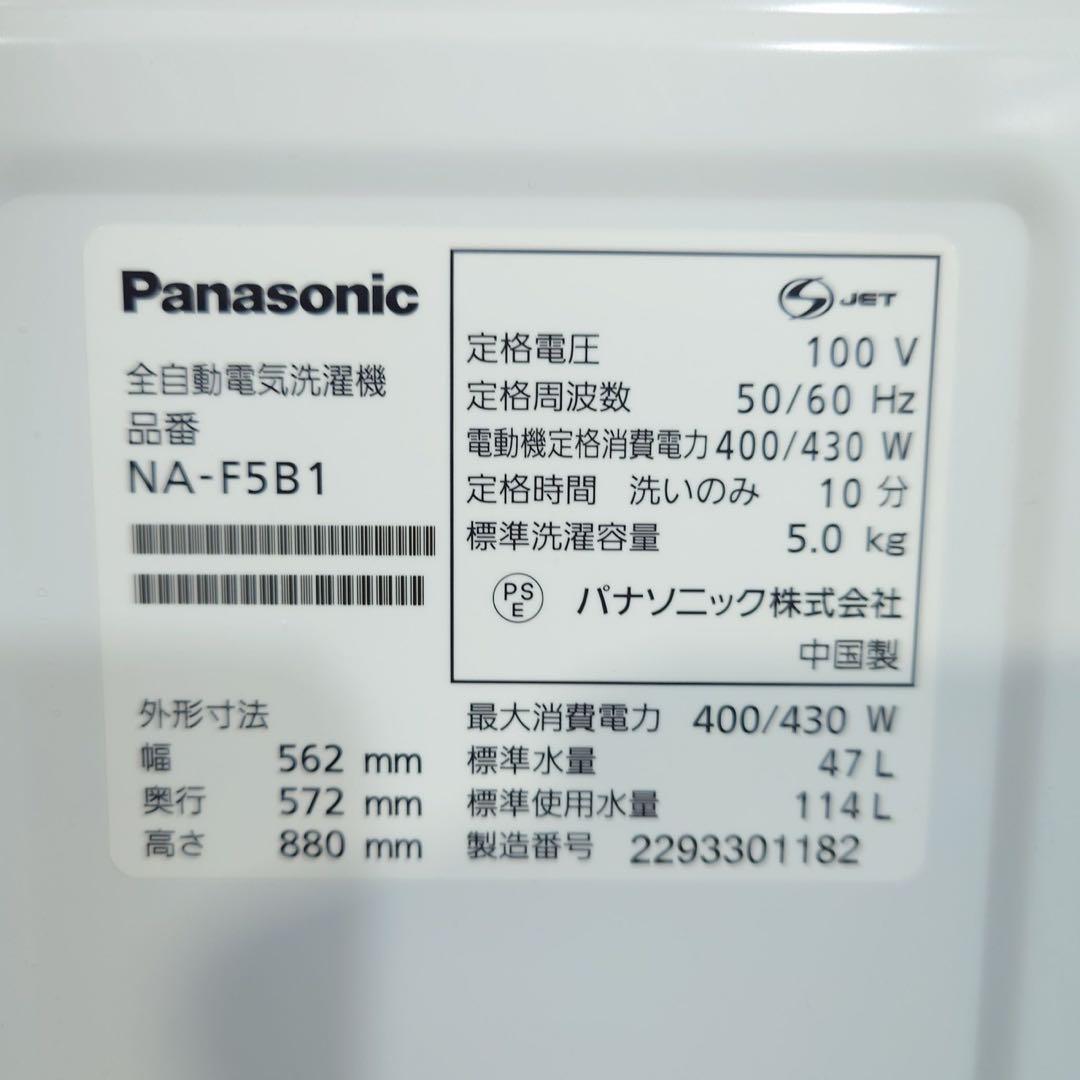 Panasonic
全自動電気洗濯機
品番
NA-F5B1
外形寸法
幅 562 mm
奥行 572 mm
高さ 880 mm
S JET
定格電圧 100 V
定格周波数 50/60 Hz
電動機定格消費電力 400/430 W
定格時間 洗いのみ 10 分
標準洗濯容量 5.0 kg
PS E パナソニック株式会社
中国製
最大消費電力 400/430 W
標準水量 47 L
標準使用水量 114 L
製造番号 2293301182